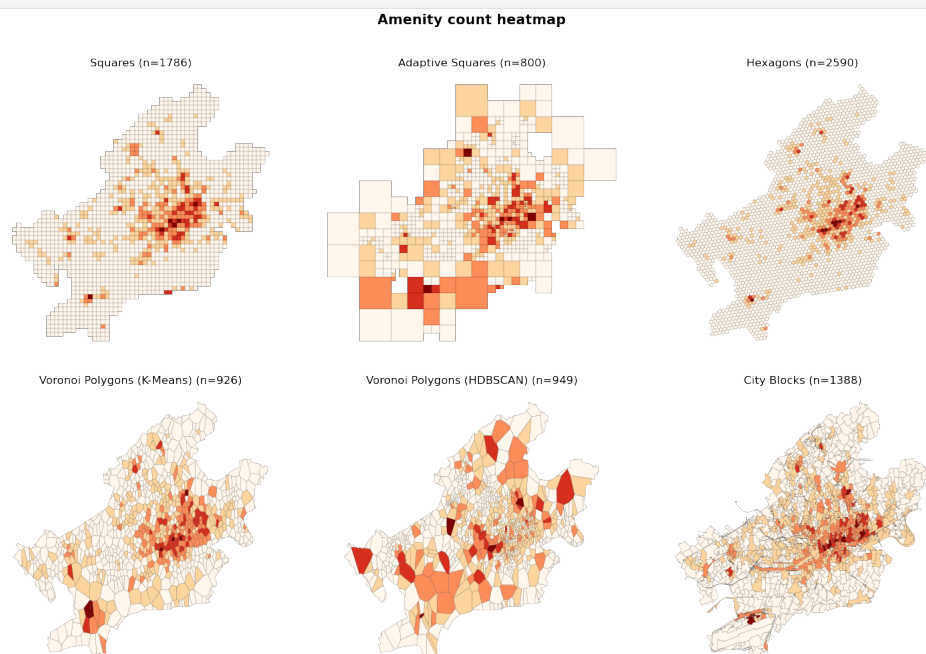 Amenity count heatmap
Squares (n=1786)
Adaptive Squares (n=800)
Hexagons (n=2590)
Voronoi Polygons (K-Means) (n=926)
Voronoi Polygons (HDBSCAN) (n=949)
City Blocks (n=1388)